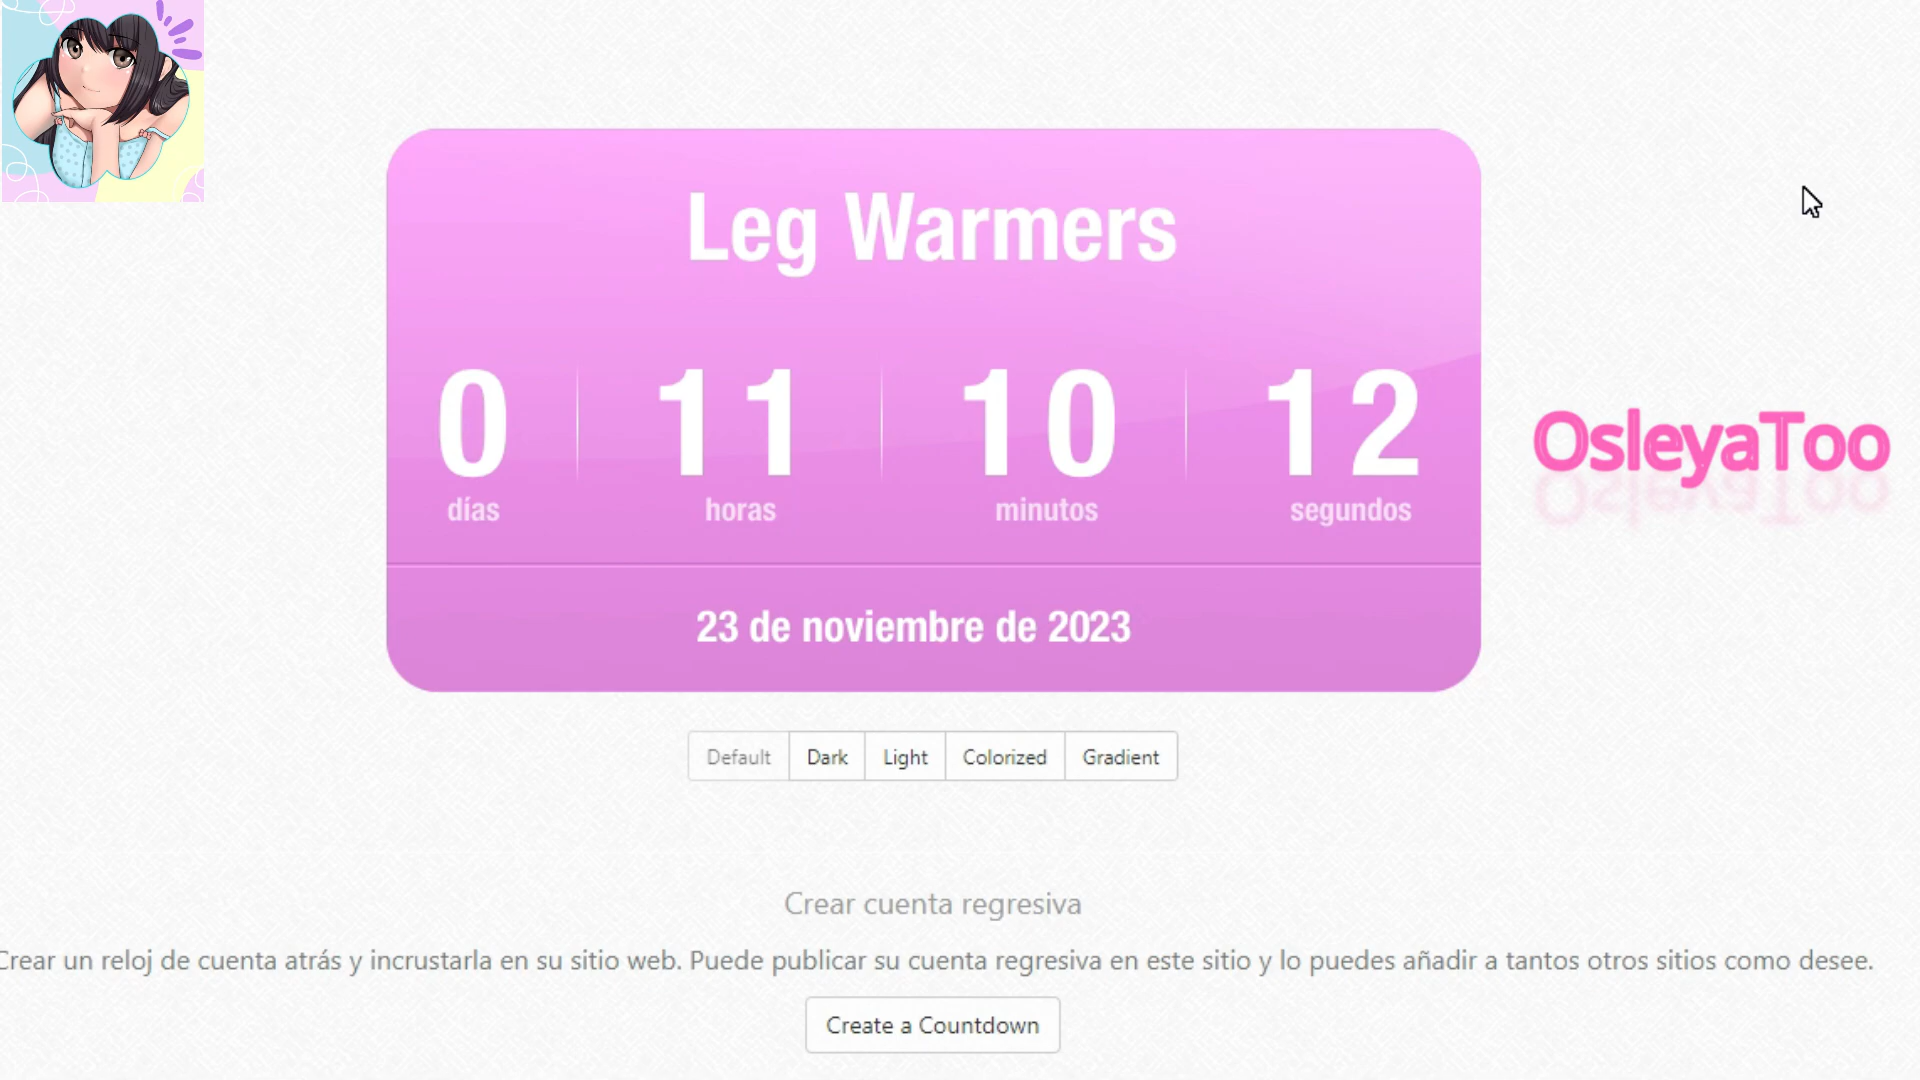 Leg Warmers
0 11 10 12
días horas minutos segundos
OsleyaToo
23 de noviembre de 2023
Default Dark Light Colorized Gradient
Crear cuenta regresiva
Crear un reloj de cuenta atrás y incrustarla en su sitio web. Puede publicar su cuenta regresiva en este sitio y lo puedes añadir a tantos otros sitios como desee.
Create a Countdown